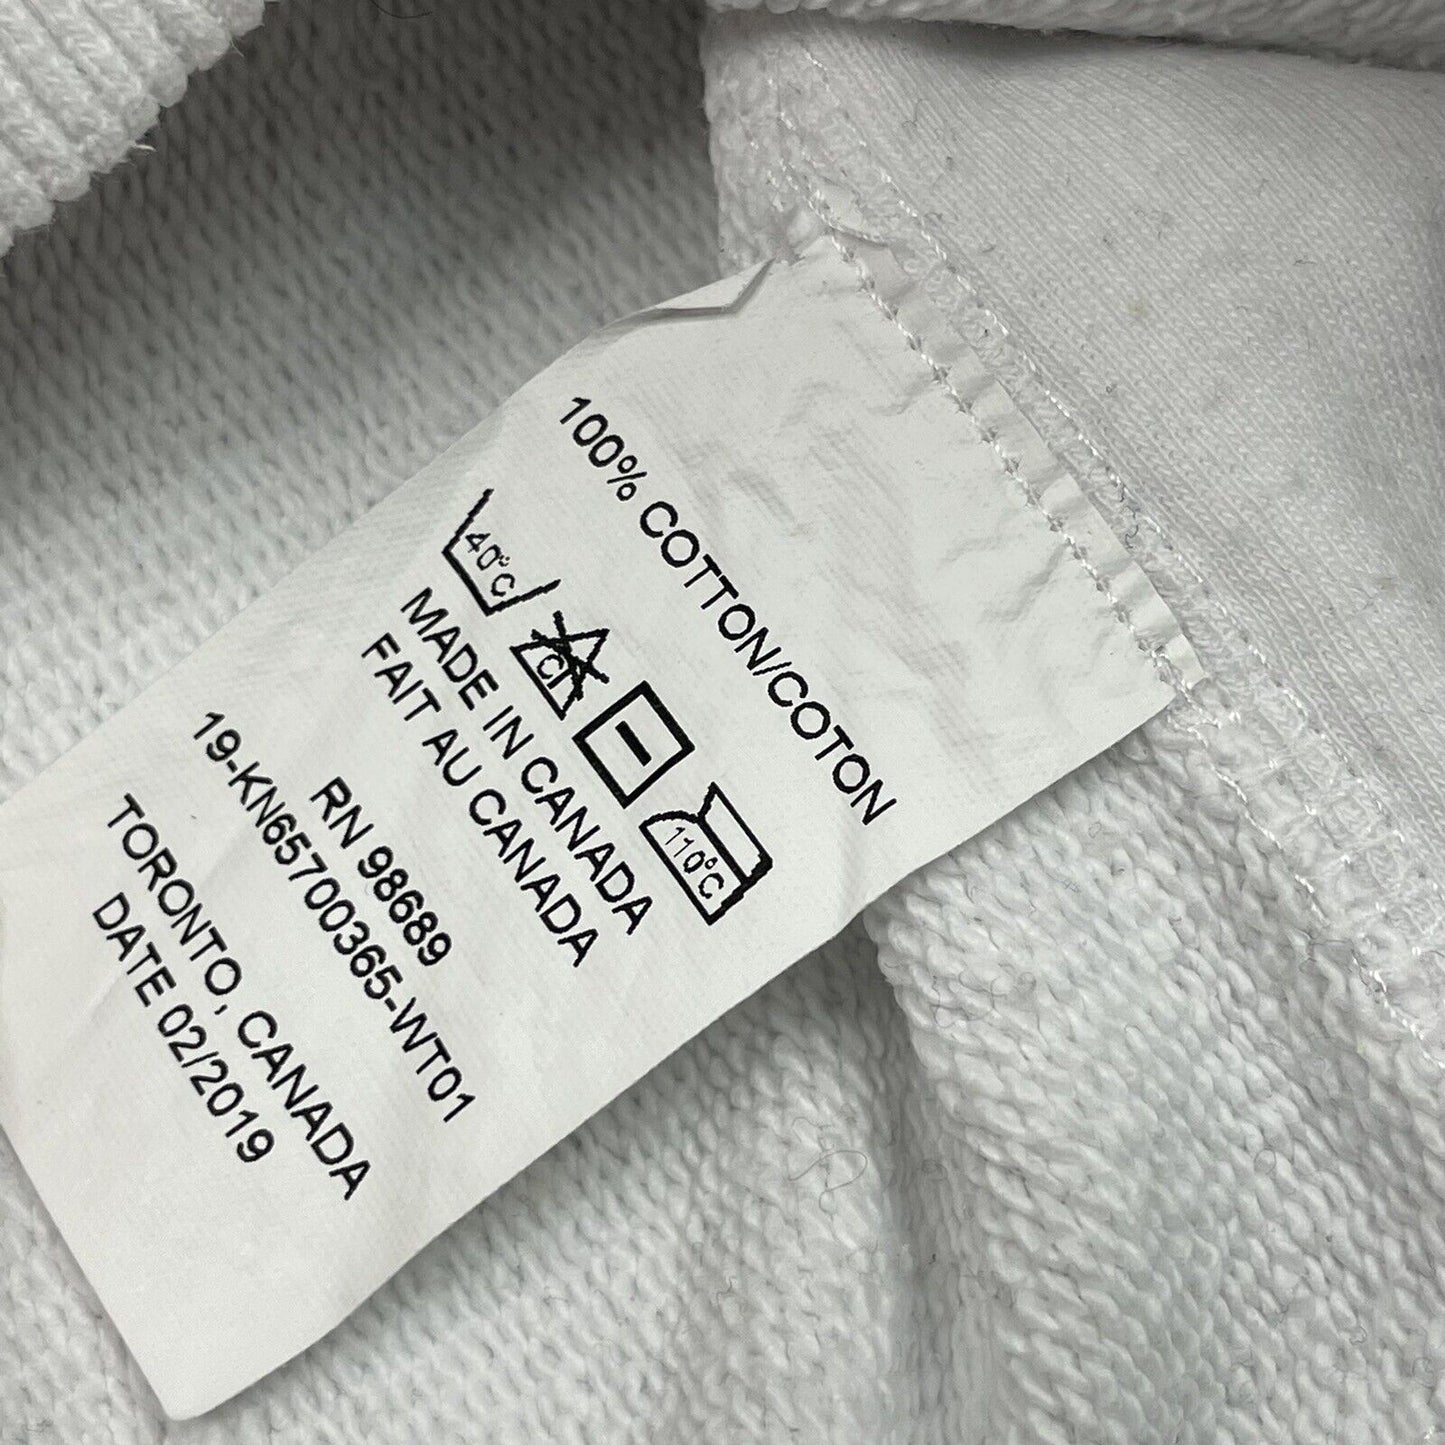 100% COTTON/COTON
40°C
CL
110°C
MADE IN CANADA
FAIT AU CANADA
RN 98689
19-KN65700365-WT01
TORONTO, CANADA
DATE 02/2019